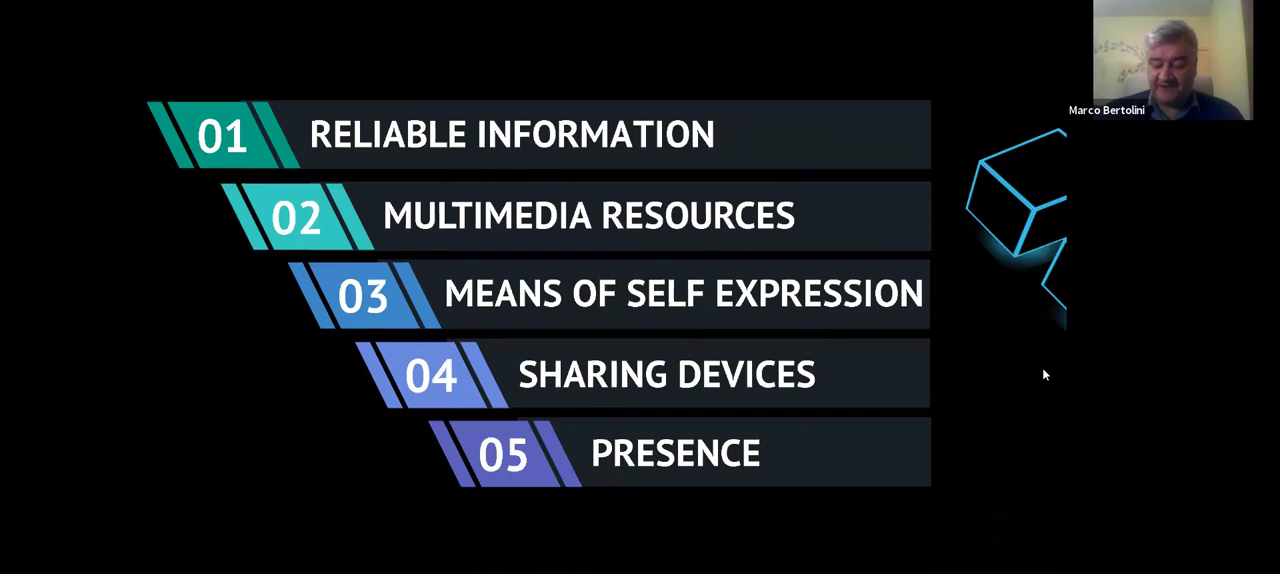 Marco Bertolini
01 RELIABLE INFORMATION
02 MULTIMEDIA RESOURCES
03 MEANS OF SELF EXPRESSION
04 SHARING DEVICES
05 PRESENCE